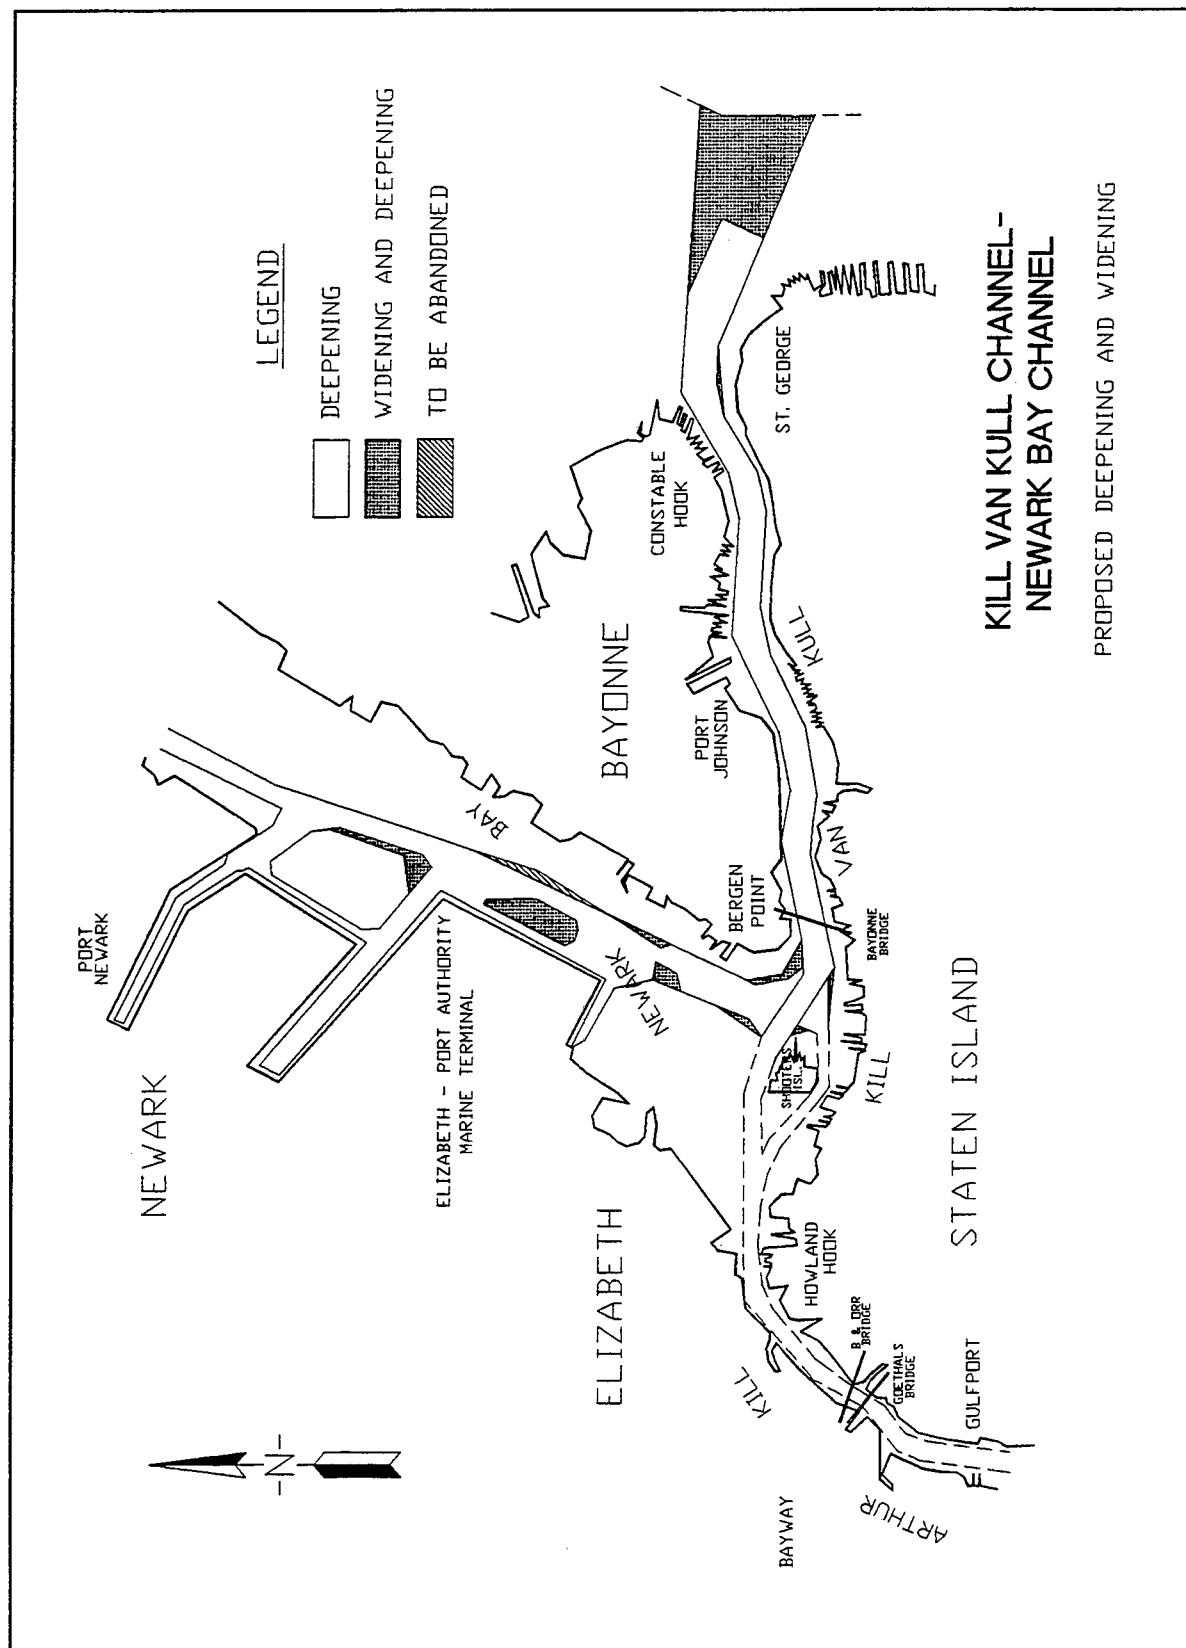 LEGEND
DEEPENING
WIDENING AND DEEPENING
TO BE ABANDONED
PORT
NEWARK
NEWARK
ELIZABETH - PORT AUTHORITY
MARINE TERMINAL
BAY
NEWARK
BAYONNE
CONSTABLE
HOOK
PORT
JOHNSON
BERGEN
POINT
ELIZABETH
ST. GEORGE
KULL
VAN
KILL
BAYONNE
BRIDGE
SHOOTERS
ISL.
STATEN ISLAND
HOWLAND
HOOK
KILL
B & ORR
BRIDGE
GOETHALS
BRIDGE
GULFPORT
BAYWAY
ARTHUR
-N-
KILL VAN KULL CHANNEL-
NEWARK BAY CHANNEL
PROPOSED DEEPENING AND WIDENING